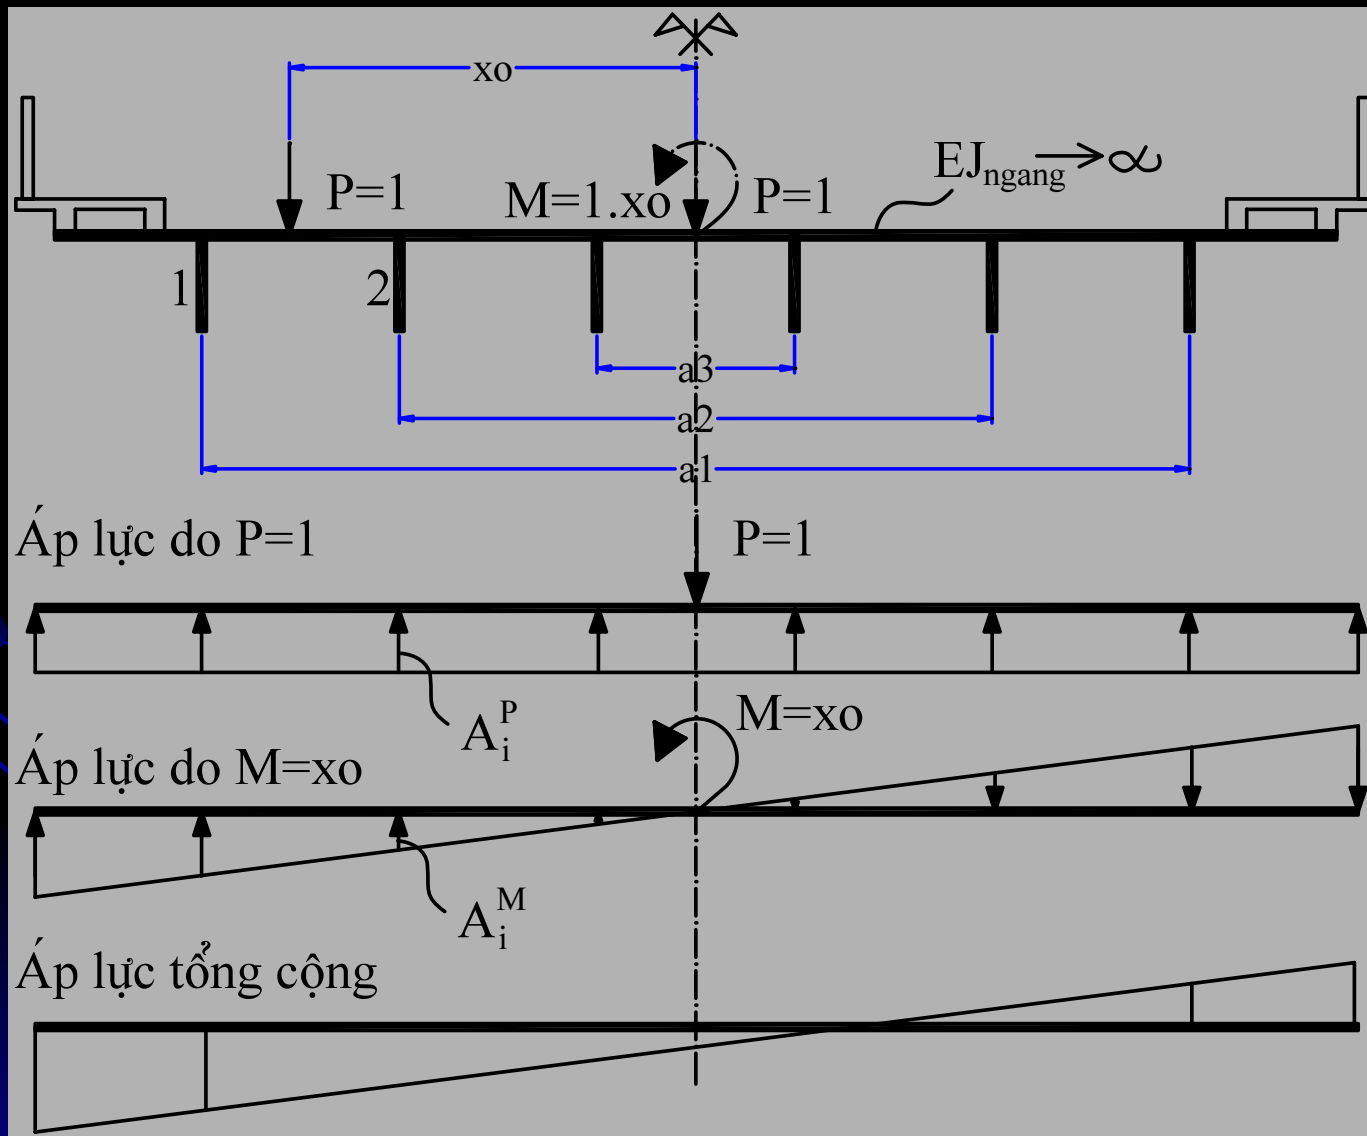 xo
P=1
M=1.xo
P=1
EJngang → ∝
1
2
a3
a2
a1
Áp lực do P=1
P=1
A_i^P
M=xo
Áp lực do M=xo
A_i^M
Áp lực tổng cộng